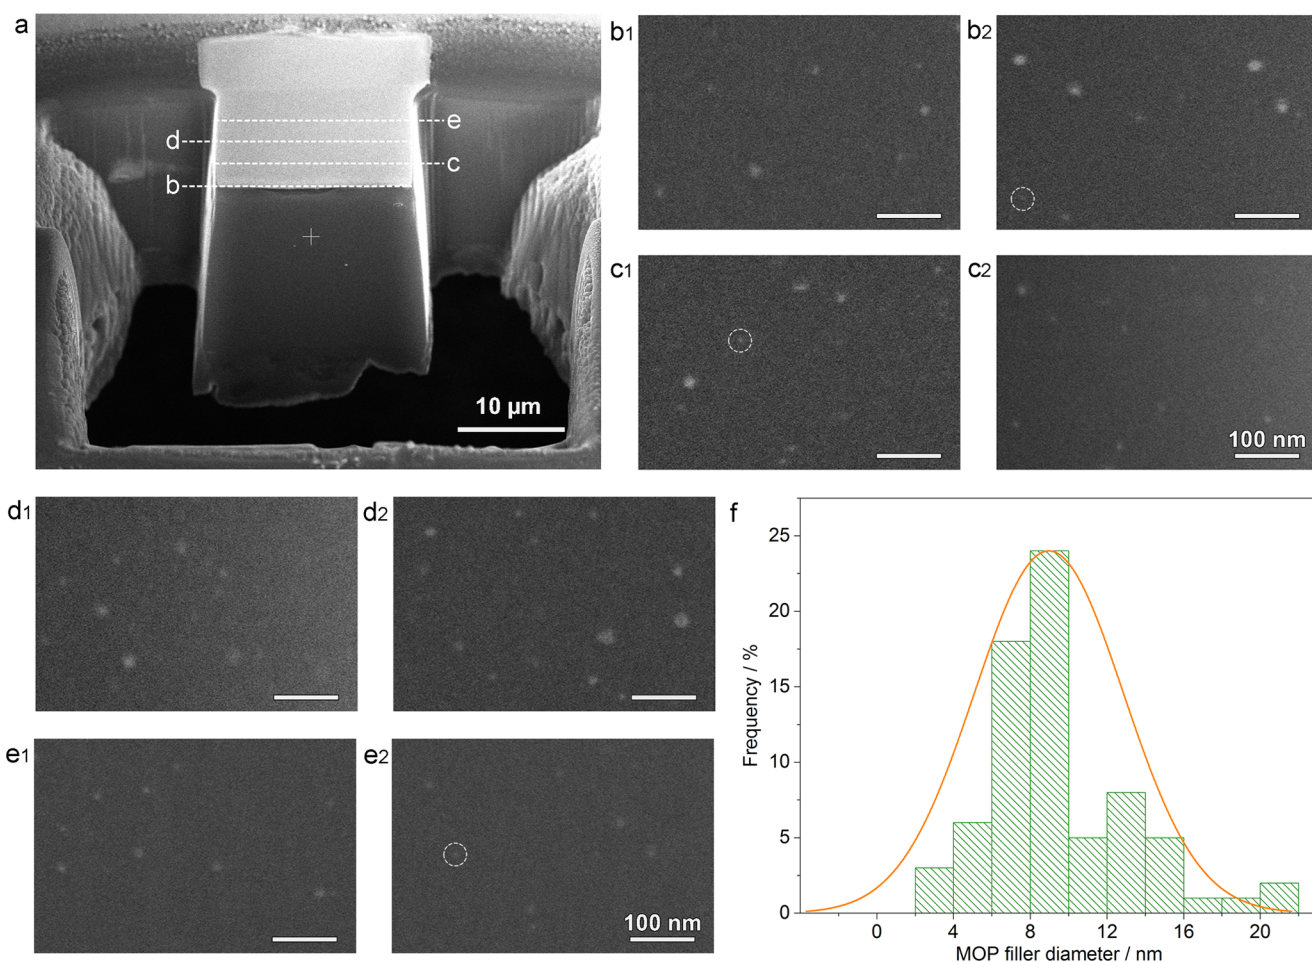 a
e
d
c
b
10 µm
b1
b2
c1
c2
100 nm
d1
d2
e1
e2
100 nm
f
25
20
15
10
5
0
Frequency / %
0 4 8 12 16 20
MOP filler diameter / nm